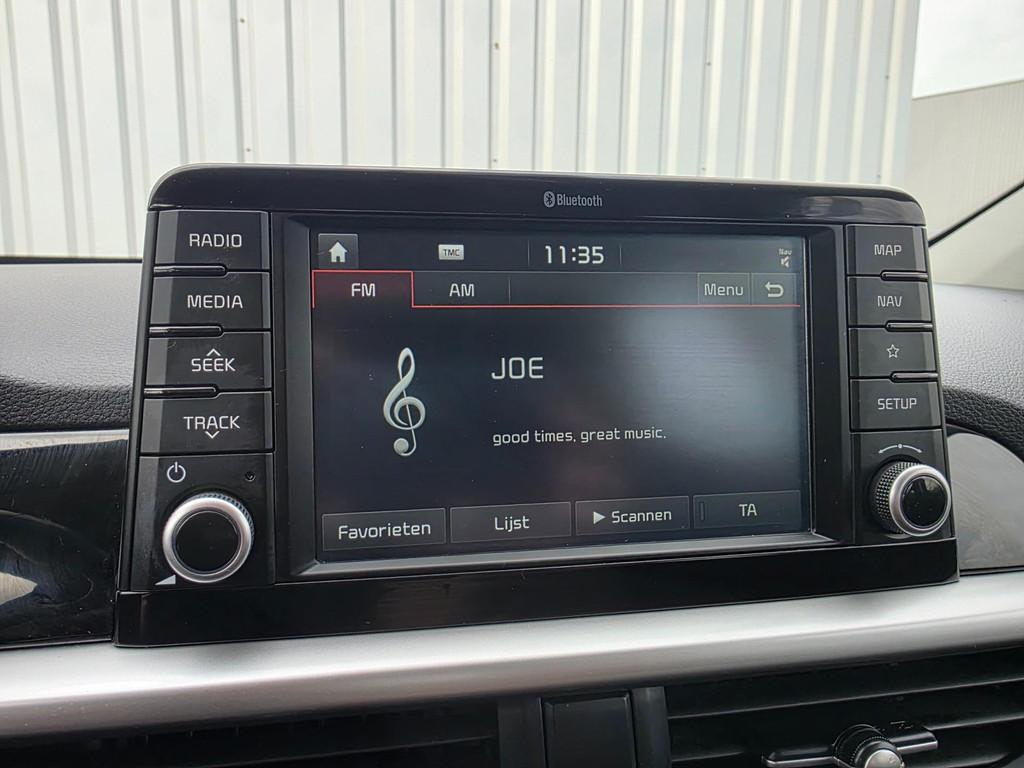 Bluetooth
RADIO
MEDIA
SEEK
TRACK
TMC
11:35
Nav
FM
AM
Menu
JOE
good times, great music.
Favorieten
Lijst
Scannen
TA
MAP
NAV
SETUP